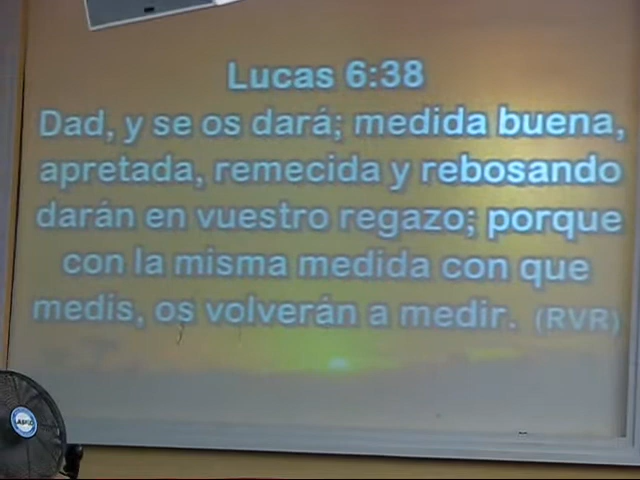 Lucas 6:38
Dad, y se os dará; medida buena,
apretada, remecida y rebosando
darán en vuestro regazo; porque
con la misma medida con que
medis, os volverán a medir. (RVR)